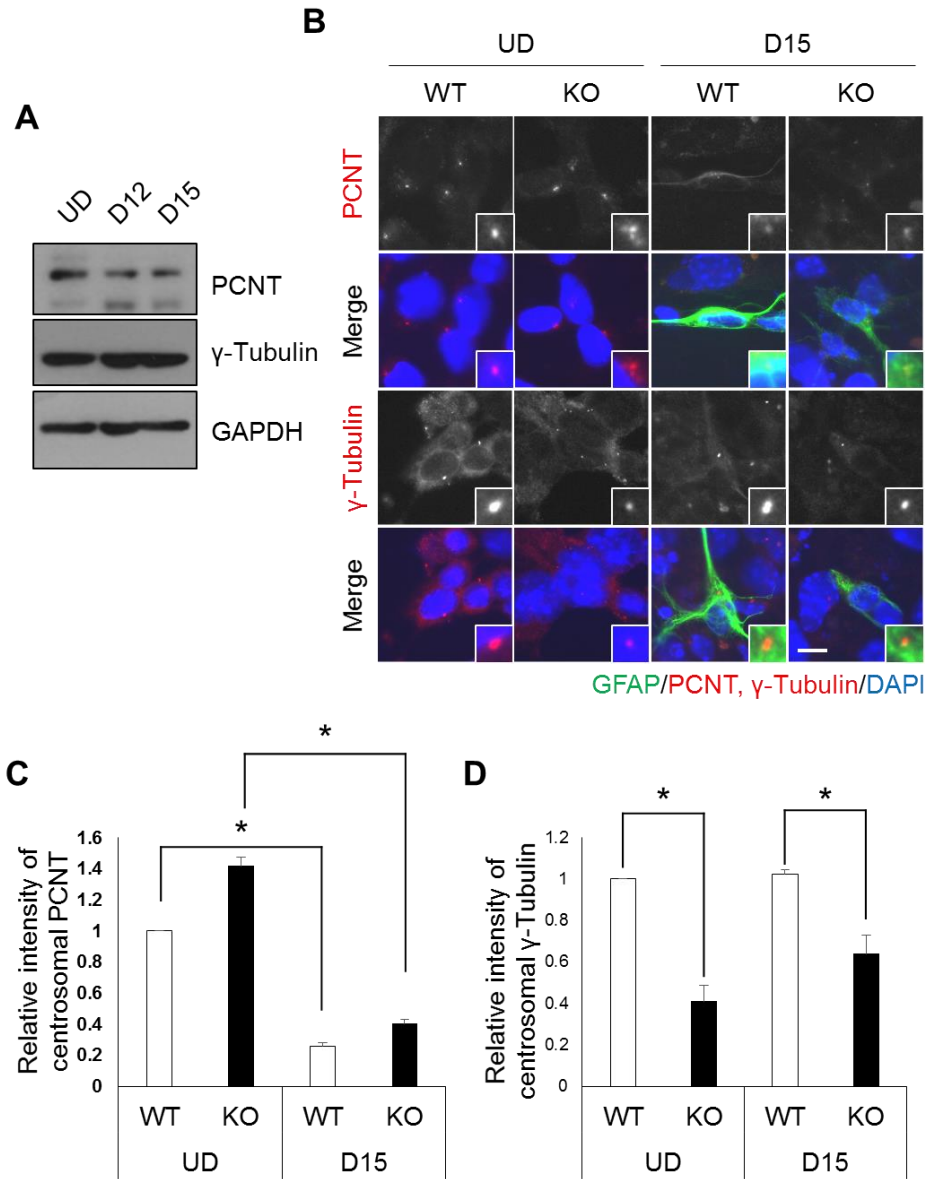 A
UD D12 D15
PCNT
γ-Tubulin
GAPDH
B
UD D15
WT KO WT KO
PCNT
Merge
γ-Tubulin
Merge
GFAP/PCNT, γ-Tubulin/DAPI
C
Relative intensity of
centrosomal PCNT
1.6
1.4
1.2
1
0.8
0.6
0.4
0.2
0
*
*
WT KO WT KO
UD D15
D
Relative intensity of
centrosomal γ-Tubulin
1.2
1
0.8
0.6
0.4
0.2
0
* *
WT KO WT KO
UD D15